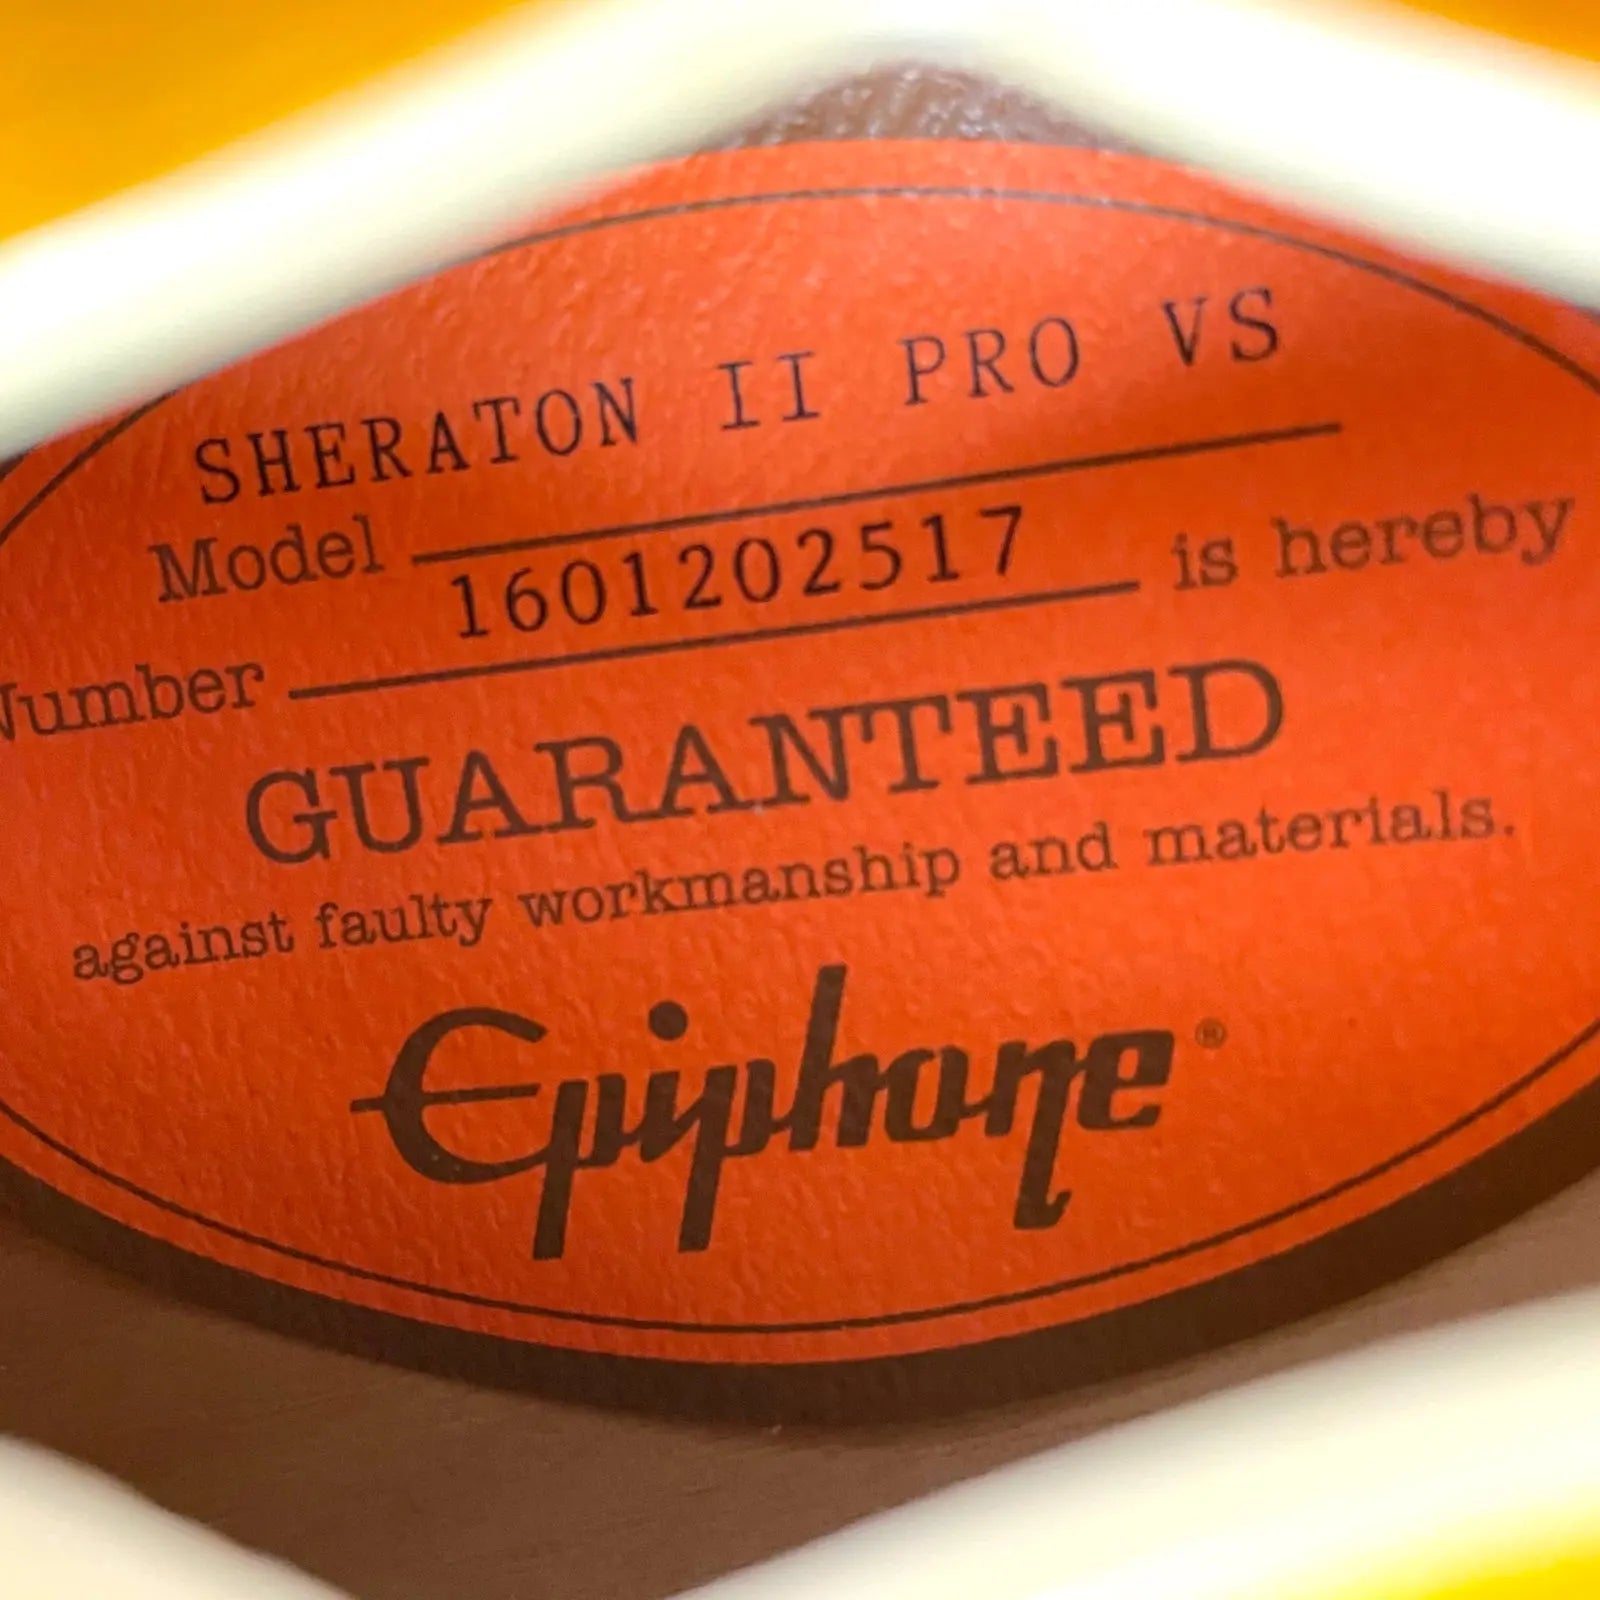 SHERATON II PRO VS
Model
1601202517 is hereby
Number
GUARANTEED
against faulty workmanship and materials.
Epiphone®